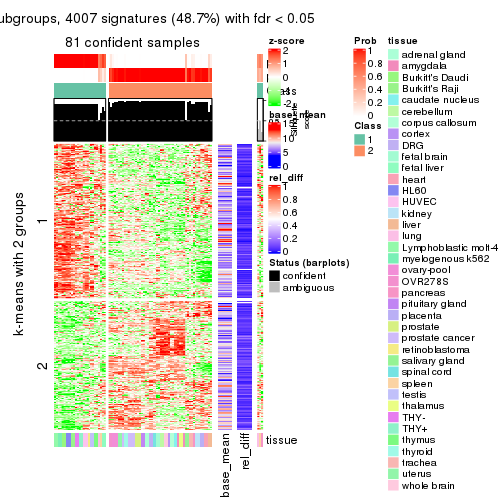 ubgroups, 4007 signatures (48.7%) with fdr < 0.05
81 confident samples
k-means with 2 groups
1
2
z-score
2
1
0
-1
-2
base_mean
15
10
5
0
rel_diff
1
0.8
0.6
0.4
0.2
0
Status (barplots)
confident
ambiguous
Prob
1
0.8
0.6
0.4
0.2
0
Class
1
2
tissue
adrenal gland
amygdala
Burkitt's Daudi
Burkitt's Raji
caudate nucleus
cerebellum
corpus callosum
cortex
DRG
fetal brain
fetal liver
heart
HL60
HUVEC
kidney
liver
lung
Lymphoblastic molt-4
myelogenous k562
ovary-pool
OVR278S
pancreas
pituitary gland
placenta
prostate
prostate cancer
retinoblastoma
salivary gland
spinal cord
spleen
testis
thalamus
THY-
THY+
thymus
thyroid
trachea
uterus
whole brain
tissue
base_mean
rel_diff